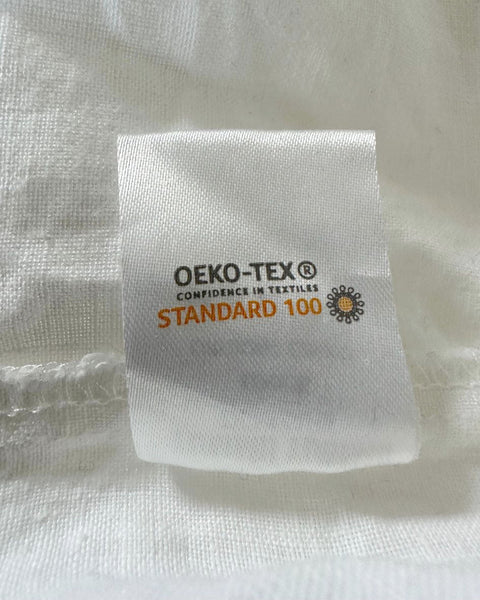 OEKO-TEX®
CONFIDENCE IN TEXTILES
STANDARD 100